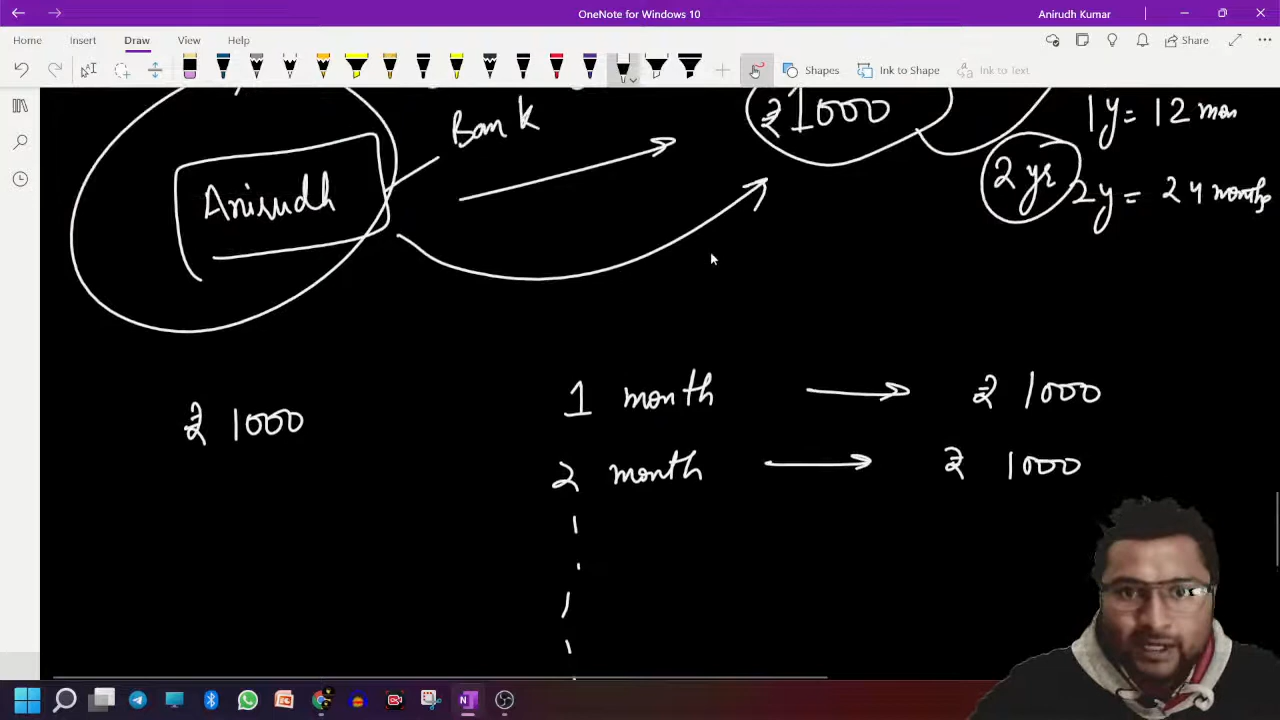 OneNote for Windows 10
Anirudh Kumar
Home Insert Draw View Help
Share
Shapes
Ink to Shape
Ink to Text
Bank
₹1000
1y = 12 mon
Anirudh
2 yr
2y = 24 months
1 month → ₹ 1000
₹ 1000
2 month → ₹ 1000